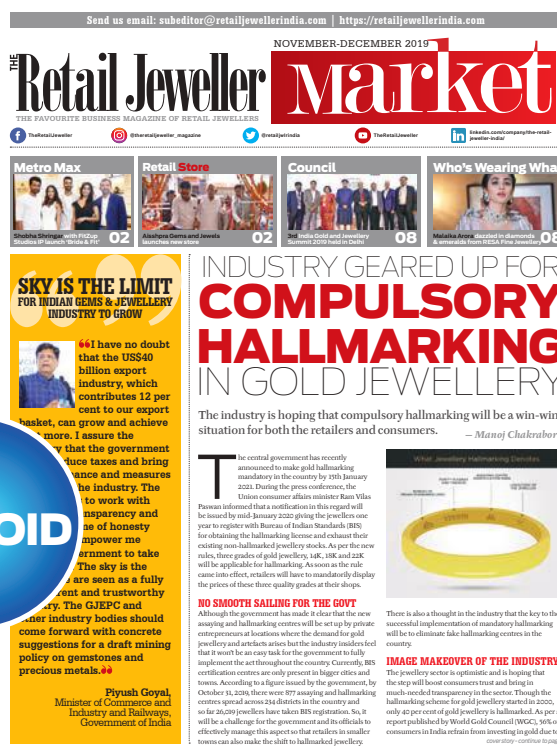 Send us email: subeditor@retailjewellerindia.com | https://retailjewellerindia.com
THE Retail Jeweller
THE FAVOURITE BUSINESS MAGAZINE OF RETAIL JEWELLERS
NOVEMBER-DECEMBER 2019
Market
TheRetailJeweller
@theretailjeweller_magazine
@retailjwlrindia
TheRetailJeweller
linkedin.com/company/the-retail-
jeweller-india/
Metro Max
Shobha Shringar with FitZup
Studios IP launch 'Bride & Fit'
02
Retail Store
Aisshpra Gems and Jewels
launches new store
02
Council
3rd India Gold and Jewellery
Summit 2019 held in Delhi
08
Who's Wearing Wha
Malaika Arora dazzled in diamonds
& emeralds from RESA Fine Jewellery
08
SKY IS THE LIMIT
FOR INDIAN GEMS & JEWELLERY
INDUSTRY TO GROW
“I have no doubt
that the US$40
billion export
industry, which
contributes 12 per
cent to our export
basket, can grow and achieve
more. I assure the
y that the government
duce taxes and bring
ance and measures
he industry. The
to work with
nsparency and
ne of honesty
mpower me
ernment to take
The sky is the
are seen as a fully
rent and trustworthy
ry. The GJEPC and
other industry bodies should
come forward with concrete
suggestions for a draft mining
policy on gemstones and
precious metals.”
Piyush Goyal,
Minister of Commerce and
Industry and Railways,
Government of India
OID
INDUSTRY GEARED UP FOR
COMPULSORY
HALLMARKING
IN GOLD JEWELLERY
The industry is hoping that compulsory hallmarking will be a win-win
situation for both the retailers and consumers.
– Manoj Chakrabor
The central government has recently
announced to make gold hallmarking
mandatory in the country by 15th January
2021. During the press conference, the
Union consumer affairs minister Ram Vilas
Paswan informed that a notification in this regard will
be issued by mid-January 2020 giving the jewellers one
year to register with Bureau of Indian Standards (BIS)
for obtaining the hallmarking license and exhaust their
existing non-hallmarked jewellery stocks. As per the new
rules, three grades of gold jewellery, 14K, 18K and 22K
will be applicable in hallmarking. As soon as the rule
came into effect, retailers will have to mandatorily display
the prices of these three quality grades at their shops.
NO SMOOTH SAILING FOR THE GOVT
Although the government has made it clear that the new
assaying and hallmarking centres will be set up by private
entrepreneurs at locations where the demand for gold
jewellery and artefacts arises but the industry insiders feel
that it won't be an easy task for the government to fully
implement the act throughout the country. Currently, BIS
certification centres are only present in bigger cities and
towns. According to a figure issued by the government, by
October 31, 2019, there were 877 assaying and hallmarking
centres spread across 234 districts in the country and
so far 26,019 jewellers have taken BIS registration. So, it
will be a challenge for the government and its officials to
effectively manage this aspect so that retailers in smaller
towns can also make the shift to hallmarked jewellery.
What Jewellery Hallmarking Denotes
There is also a thought in the industry that the key to the
successful implementation of mandatory hallmarking
will be to eliminate fake hallmarking centres in the
country.
IMAGE MAKEOVER OF THE INDUSTRY
The jewellery sector is optimistic and is hoping that
the step will boost consumers trust and bring in
much-needed transparency in the sector. Though the
hallmarking scheme for gold jewellery started in 2000,
only 40 per cent of gold jewellery is hallmarked. As per
report published by World Gold Council (WGC), 56% o
consumers in India refrain from investing in gold due
cover story - continue to pag